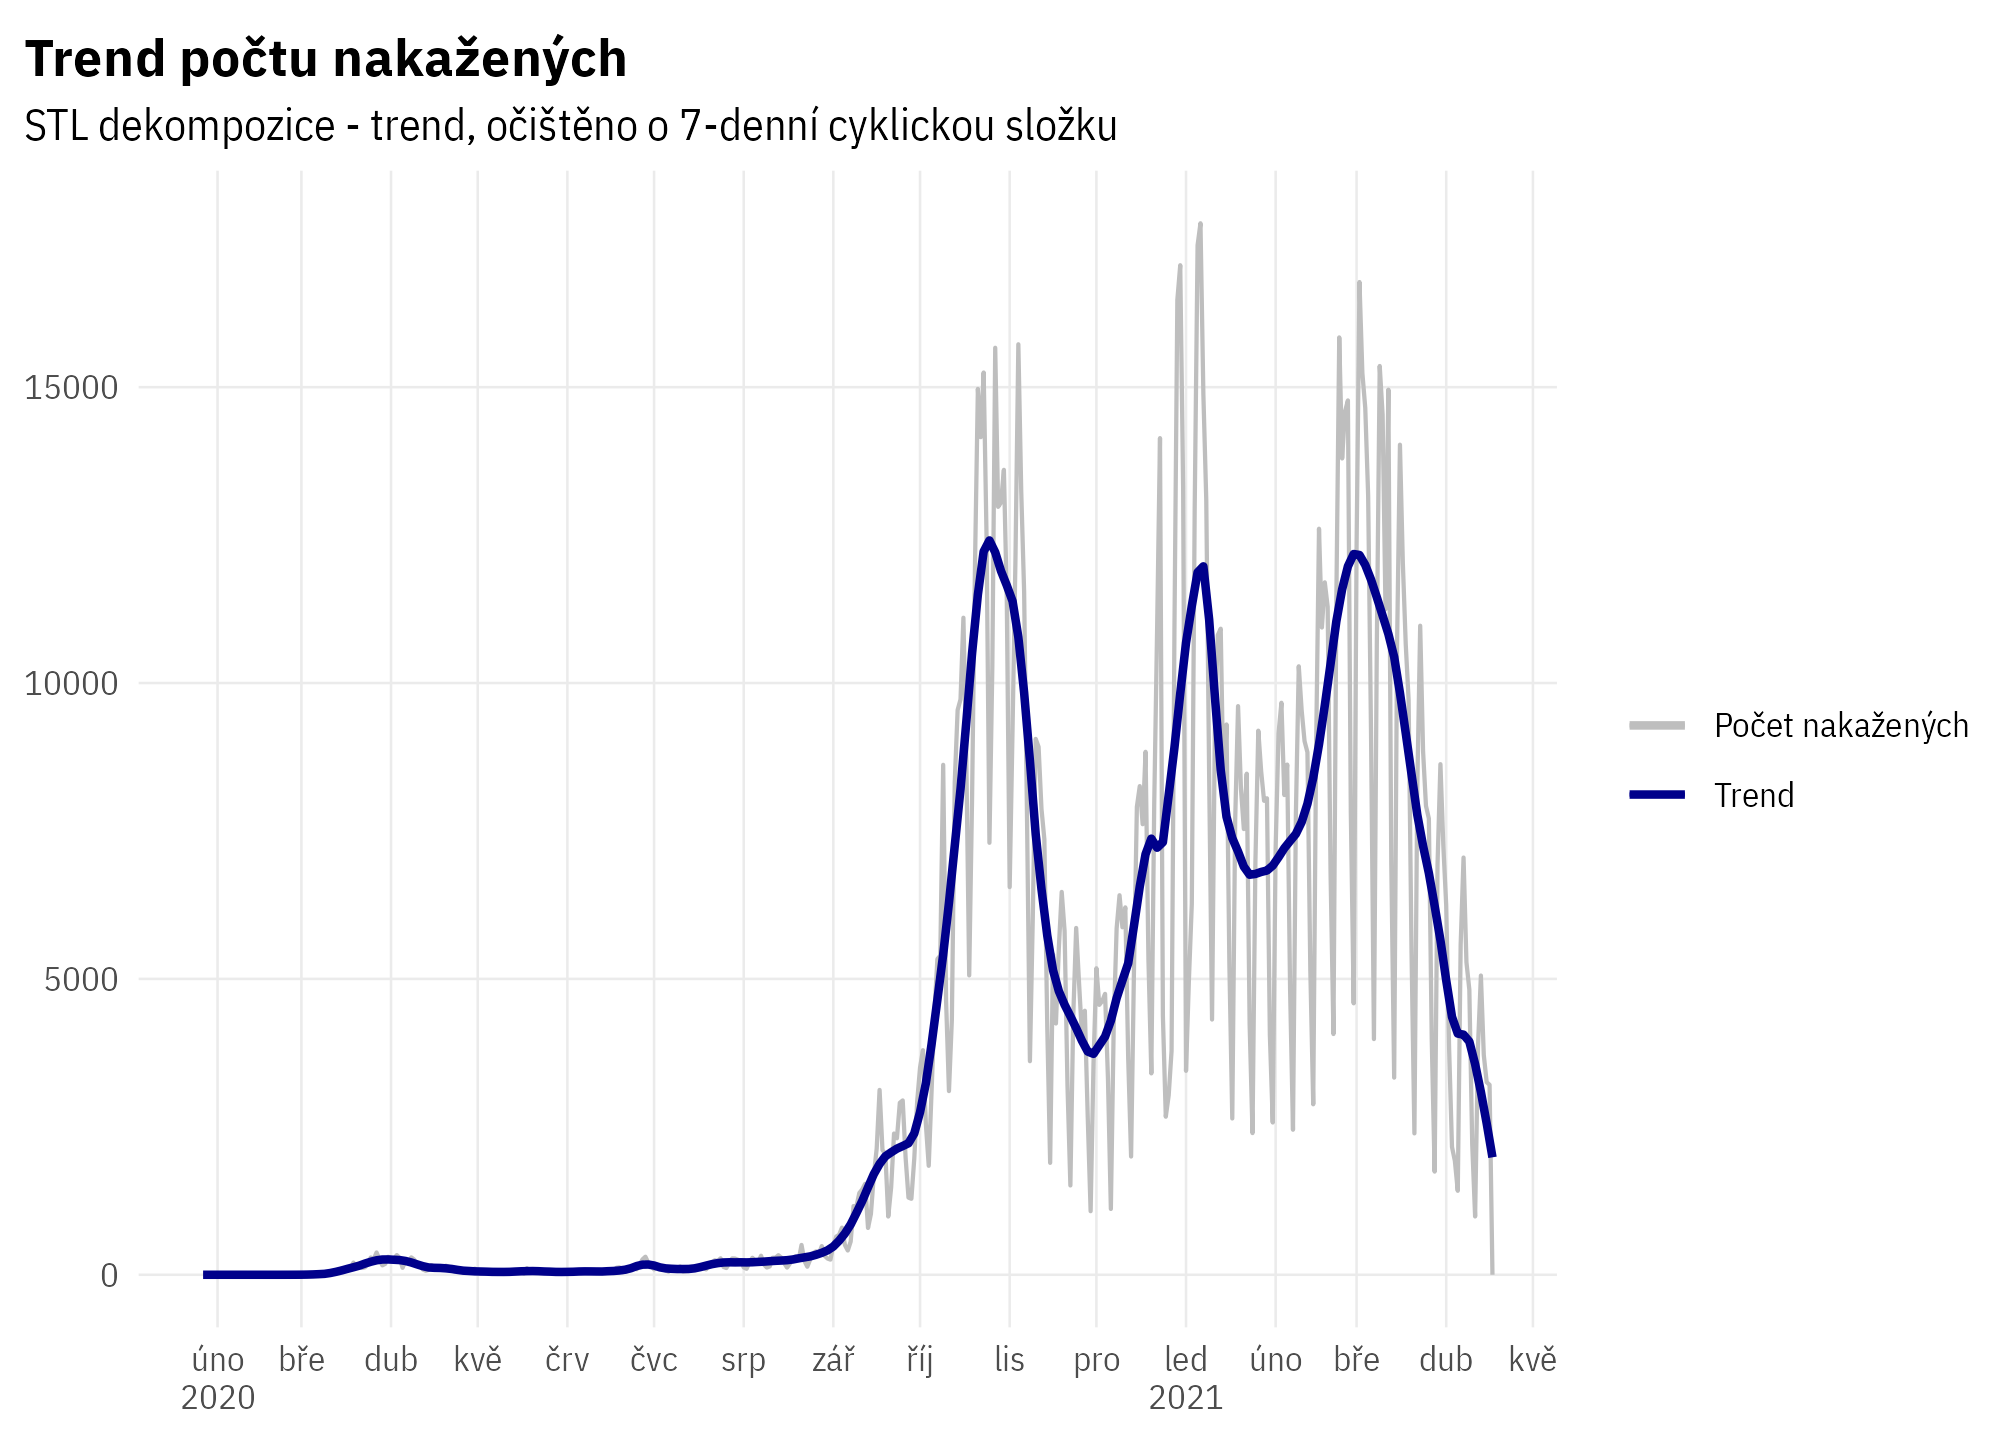 Trend počtu nakažených
STL dekompozice - trend, očištěno o 7-denní cyklickou složku
15000
10000
5000
0
Počet nakažených
Trend
úno bře dub kvě črv čvc srp zář říj lis pro led úno bře dub kvě
2020 2021